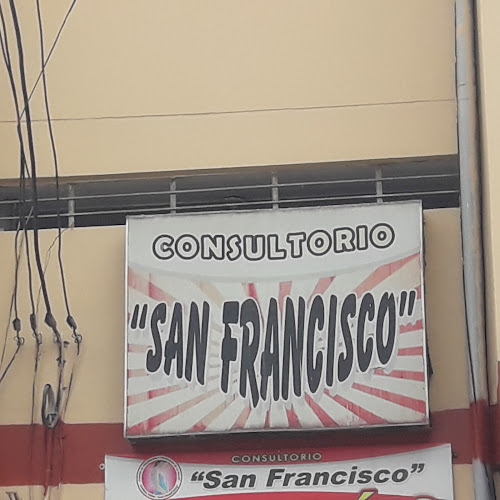 CONSULTORIO
"SAN FRANCISCO"
CONSULTORIO
"San Francisco"